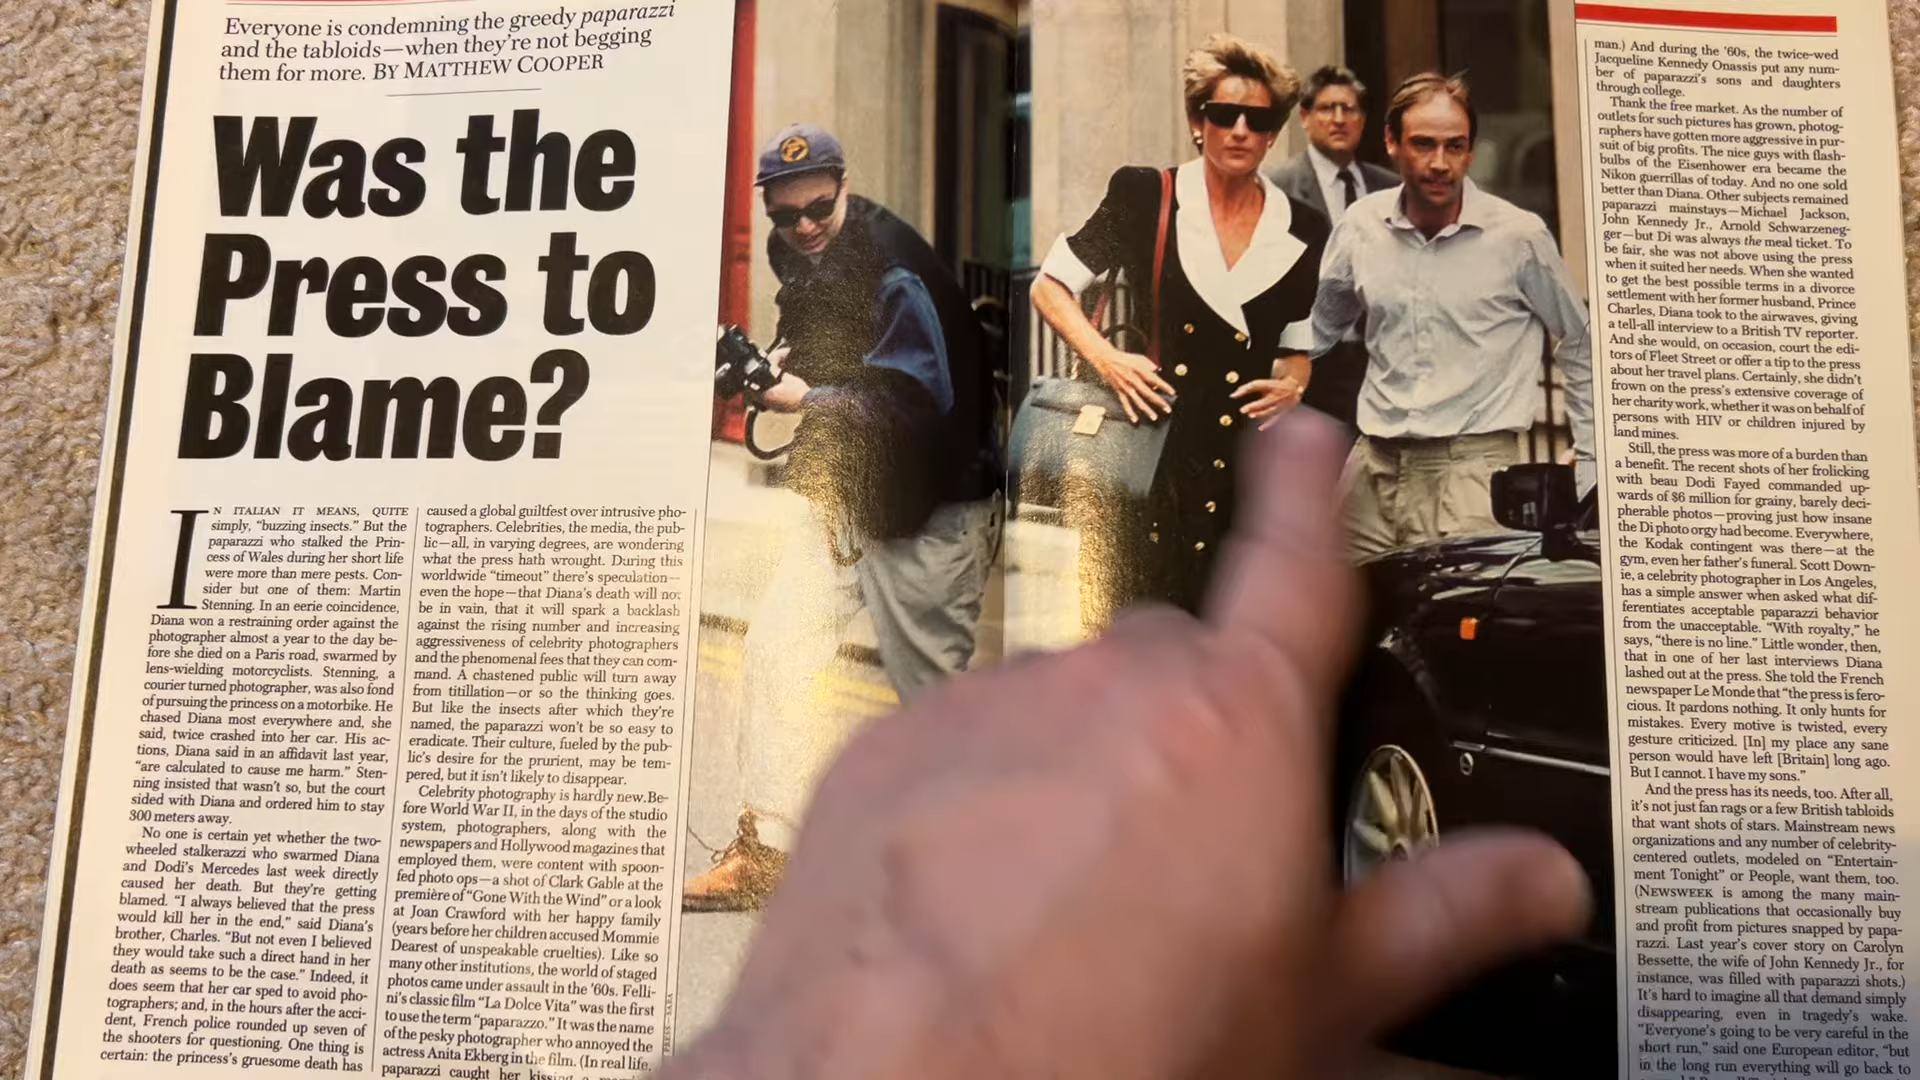 Everyone is condemning the greedy paparazzi
and the tabloids—when they're not begging
them for more. BY MATTHEW COOPER
Was the
Press to
Blame?
IN ITALIAN IT MEANS, QUITE
simply, “buzzing insects.” But the
paparazzi who stalked the Prin-
cess of Wales during her short life
were more than mere pests. Con-
sider but one of them: Martin
Stenning. In an eerie coincidence,
Diana won a restraining order against the
photographer almost a year to the day be-
fore she died on a Paris road, swarmed by
lens-wielding motorcyclists. Stenning, a
courier turned photographer, was also fond
of pursuing the princess on a motorbike. He
chased Diana most everywhere and, she
said, twice crashed into her car. His ac-
tions, Diana said in an affidavit last year,
“are calculated to cause me harm.” Sten-
ning insisted that wasn't so, but the court
sided with Diana and ordered him to stay
300 meters away.
No one is certain yet whether the two-
wheeled stalkerazzi who swarmed Diana
and Dodi's Mercedes last week directly
caused her death. But they're getting
blamed. “I always believed that the press
would kill her in the end,” said Diana's
brother, Charles. “But not even I believed
they would take such a direct hand in her
death as seems to be the case.” Indeed, it
does seem that her car sped to avoid pho-
tographers; and, in the hours after the acci-
dent, French police rounded up seven of
the shooters for questioning. One thing is
certain: the princess's gruesome death has
caused a global guiltfest over intrusive pho-
tographers. Celebrities, the media, the pub-
lic—all, in varying degrees, are wondering
what the press hath wrought. During this
worldwide “timeout” there's speculation—
even the hope—that Diana's death will not
be in vain, that it will spark a backlash
against the rising number and increasing
aggressiveness of celebrity photographers
and the phenomenal fees that they can com-
mand. A chastened public will turn away
from titillation—or so the thinking goes.
But like the insects after which they're
named, the paparazzi won't be so easy to
eradicate. Their culture, fueled by the pub-
lic's desire for the prurient, may be tem-
pered, but it isn't likely to disappear.
Celebrity photography is hardly new. Be-
fore World War II, in the days of the studio
system, photographers, along with the
newspapers and Hollywood magazines that
employed them, were content with spoon-
fed photo ops—a shot of Clark Gable at the
première of “Gone With the Wind” or a look
at Joan Crawford with her happy family
(years before her children accused Mommie
Dearest of unspeakable cruelties). Like so
many other institutions, the world of staged
photos came under assault in the '60s. Felli-
ni's classic film “La Dolce Vita” was the first
to use the term “paparazzo.” It was the name
of the pesky photographer who annoyed the
actress Anita Ekberg in the film. (In real life,
paparazzi caught her kissing a
man.) And during the '60s, the twice-wed
Jacqueline Kennedy Onassis put any num-
ber of paparazzi's sons and daughters
through college.
Thank the free market. As the number of
outlets for such pictures has grown, photog-
raphers have gotten more aggressive in pur-
suit of big profits. The nice guys with flash-
bulbs of the Eisenhower era became the
Nikon guerrillas of today. And no one sold
better than Diana. Other subjects remained
paparazzi mainstays—Michael Jackson,
John Kennedy Jr., Arnold Schwarzeneg-
ger—but Di was always the meal ticket. To
be fair, she was not above using the press
when it suited her needs. When she wanted
to get the best possible terms in a divorce
settlement with her former husband, Prince
Charles, Diana took to the airwaves, giving
a tell-all interview to a British TV reporter.
And she would, on occasion, court the edi-
tors of Fleet Street or offer a tip to the press
about her travel plans. Certainly, she didn't
frown on the press's extensive coverage of
her charity work, whether it was on behalf of
persons with HIV or children injured by
land mines.
Still, the press was more of a burden than
a benefit. The recent shots of her frolicking
with beau Dodi Fayed commanded up-
wards of $6 million for grainy, barely deci-
pherable photos—proving just how insane
the Di photo orgy had become. Everywhere,
the Kodak contingent was there—at the
gym, even her father's funeral. Scott Down-
ie, a celebrity photographer in Los Angeles,
has a simple answer when asked what dif-
ferentiates acceptable paparazzi behavior
from the unacceptable. “With royalty,” he
says, “there is no line.” Little wonder, then,
that in one of her last interviews Diana
lashed out at the press. She told the French
newspaper Le Monde that “the press is fero-
cious. It pardons nothing. It only hunts for
mistakes. Every motive is twisted, every
gesture criticized. [In] my place any sane
person would have left [Britain] long ago.
But I cannot. I have my sons.”
And the press has its needs, too. After all,
it's not just fan rags or a few British tabloids
that want shots of stars. Mainstream news
organizations and any number of celebrity-
centered outlets, modeled on “Entertain-
ment Tonight” or People, want them, too.
(NEWSWEEK is among the many main-
stream publications that occasionally buy
and profit from pictures snapped by papa-
razzi. Last year's cover story on Carolyn
Bessette, the wife of John Kennedy Jr., for
instance, was filled with paparazzi shots.)
It's hard to imagine all that demand simply
disappearing, even in tragedy's wake.
“Everyone's going to be very careful in the
short run,” said one European editor, “but
in the long run everything will go back to